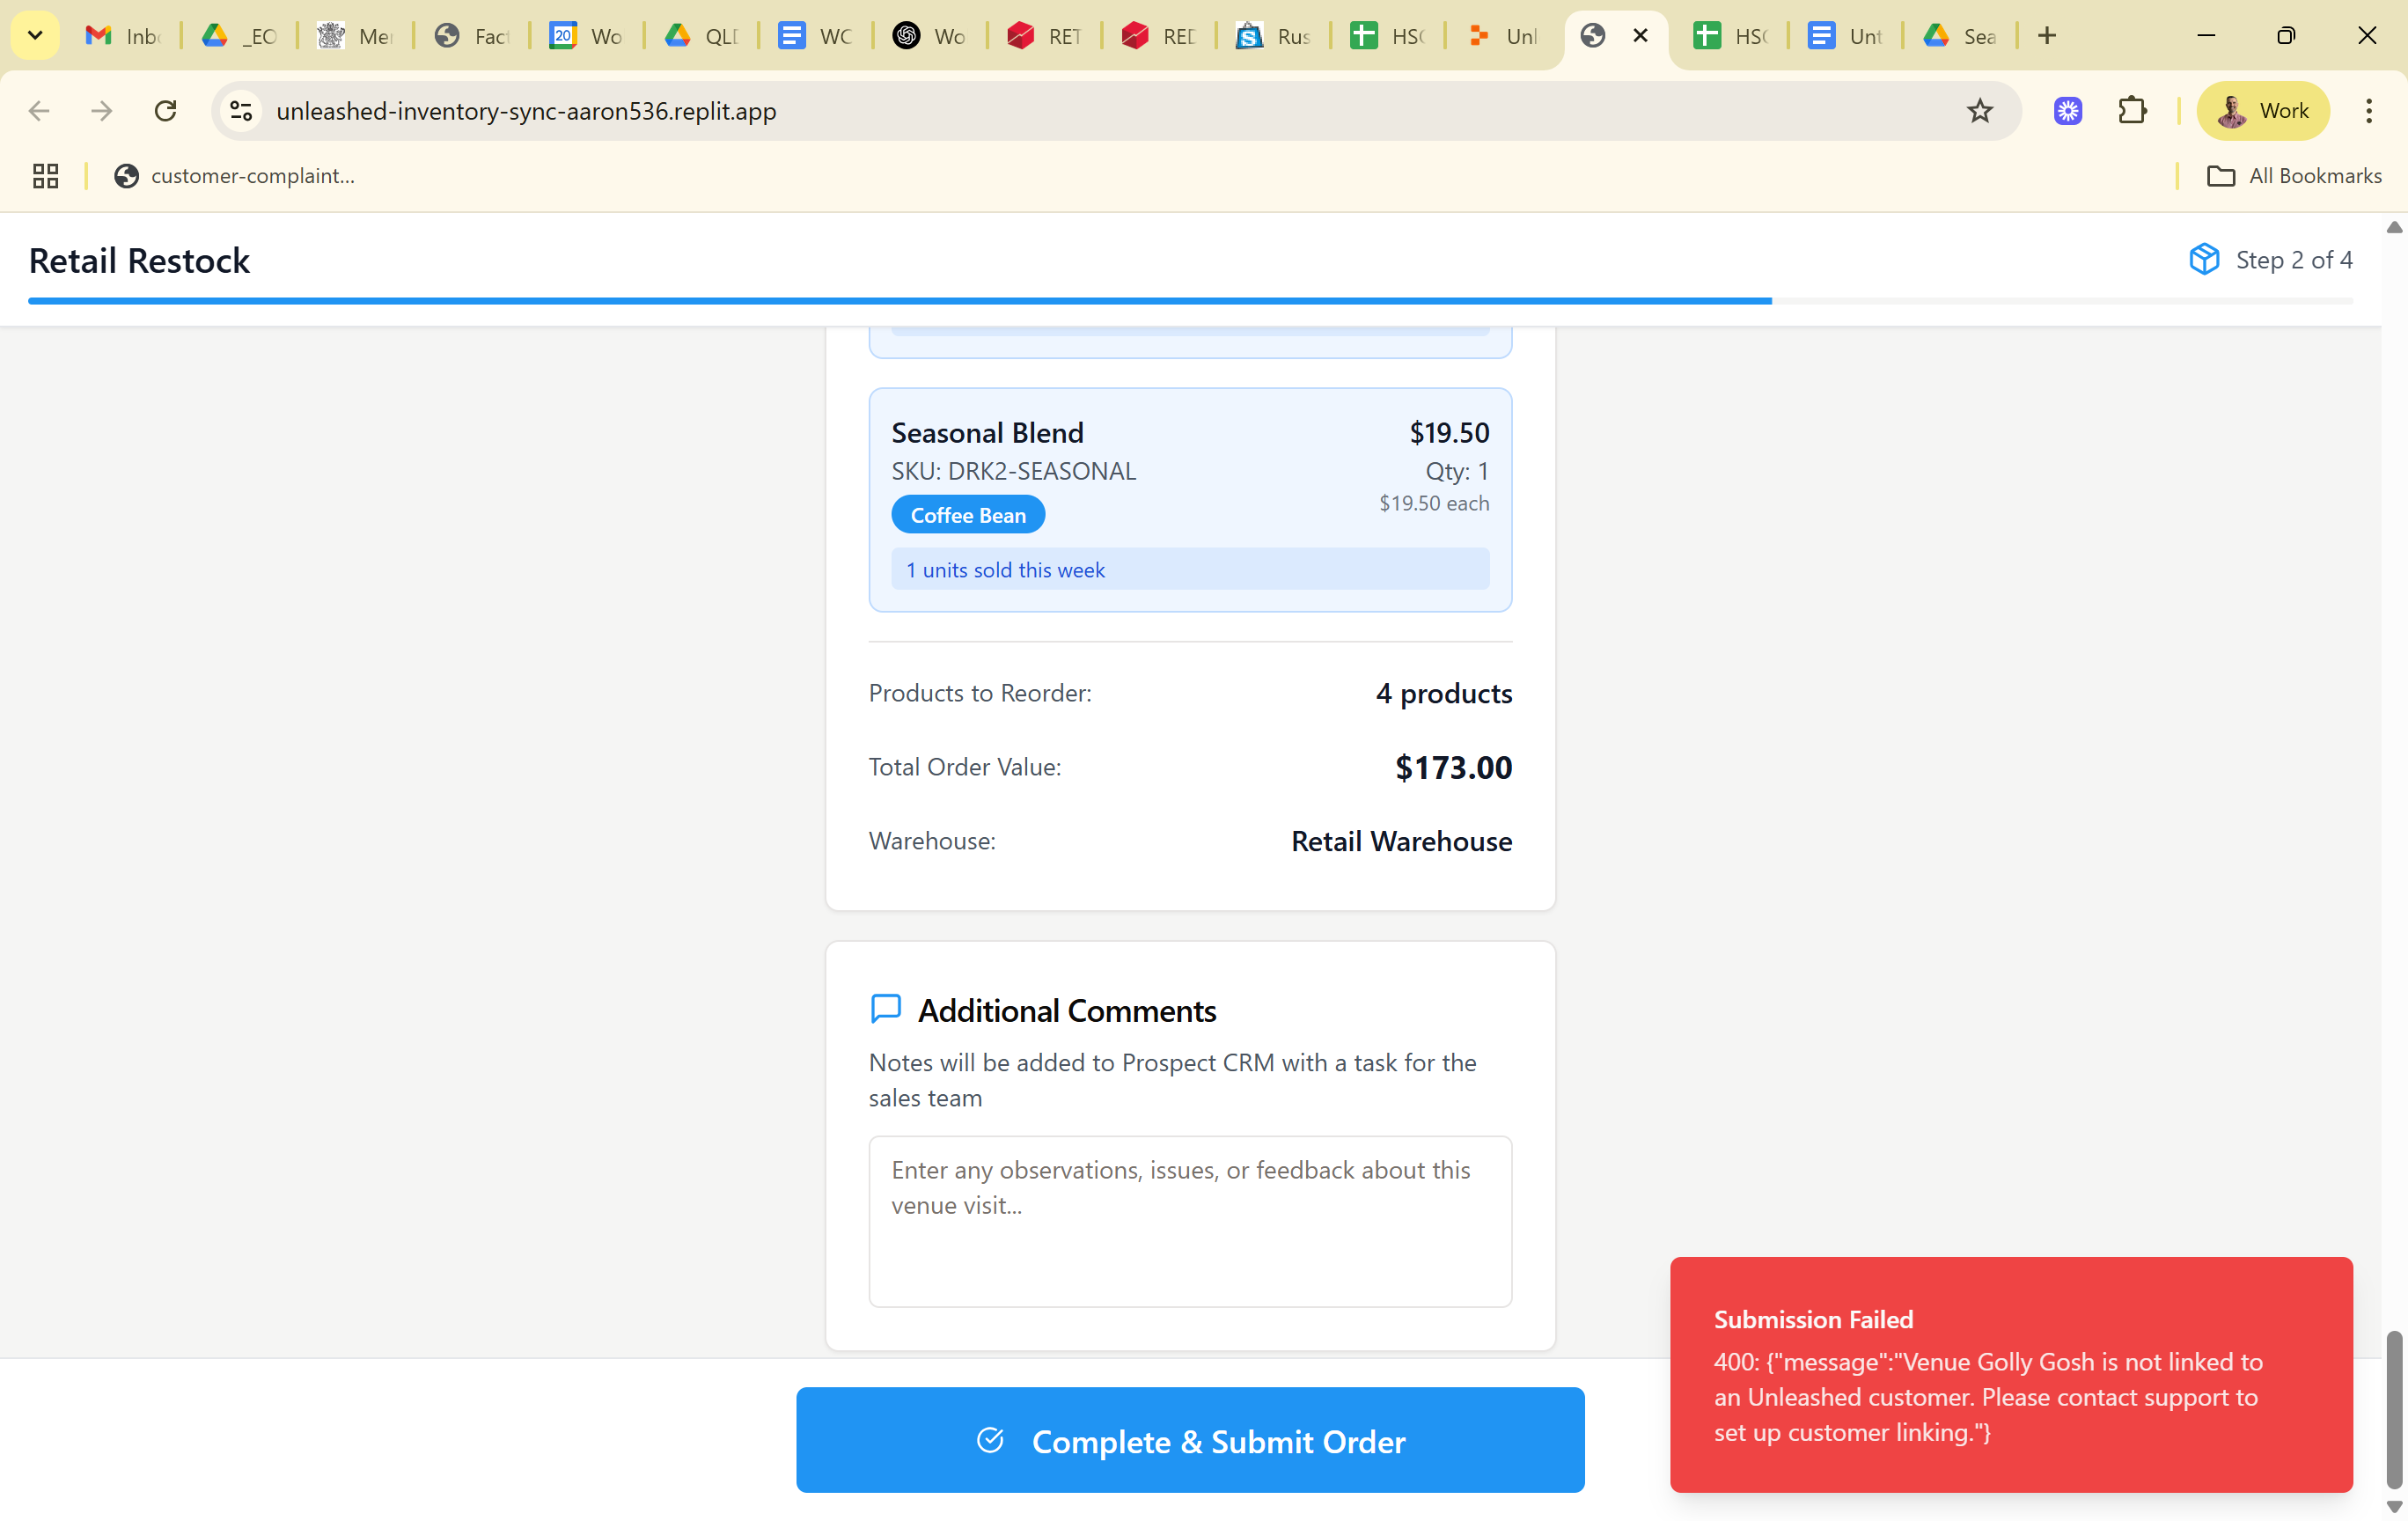 Inb
_EO
Mer
Fact
20
Wo
QLD
WC
Wo
RET
RED
Rus
HSC
Unl
HSC
Unt
Sea
unleashed-inventory-sync-aaron536.replit.app
Work
customer-complaint...
All Bookmarks
Retail Restock
Step 2 of 4
Seasonal Blend
$19.50
SKU: DRK2-SEASONAL
Qty: 1
$19.50 each
Coffee Bean
1 units sold this week
Products to Reorder:
4 products
Total Order Value:
$173.00
Warehouse:
Retail Warehouse
Additional Comments
Notes will be added to Prospect CRM with a task for the
sales team
Enter any observations, issues, or feedback about this
venue visit...
Complete & Submit Order
Submission Failed
400: {"message":"Venue Golly Gosh is not linked to
an Unleashed customer. Please contact support to
set up customer linking."}